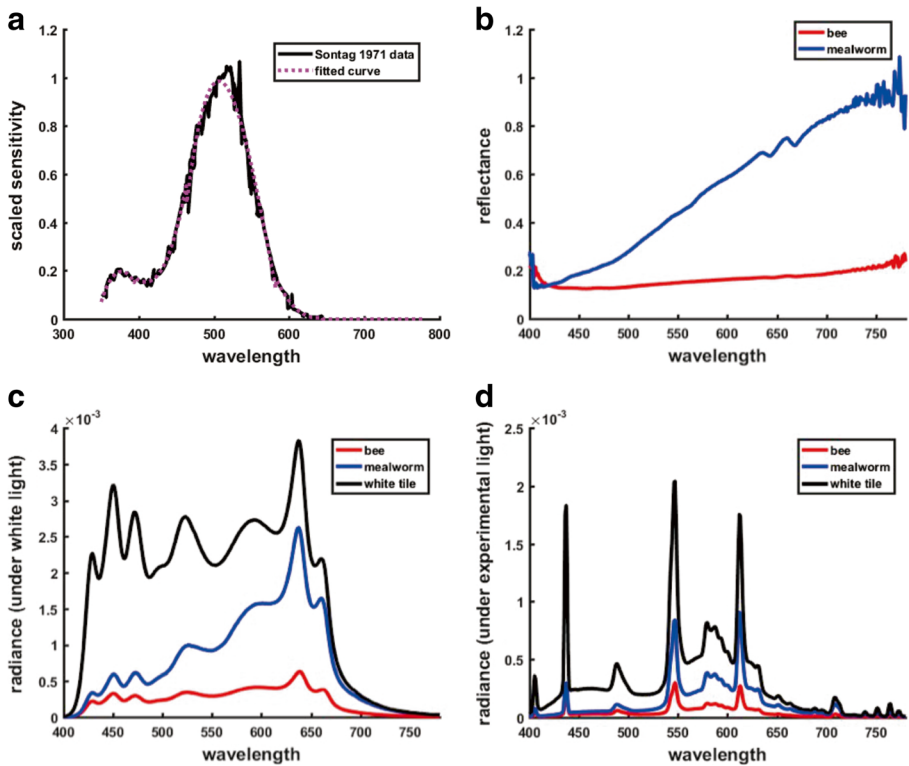 a
1.2
1
0.8
0.6
0.4
0.2
0
scaled sensitivity
Sontag 1971 data
fitted curve
300 400 500 600 700 800
wavelength
b
1.2
1
0.8
0.6
0.4
0.2
0
reflectance
bee
mealworm
400 450 500 550 600 650 700 750
wavelength
c
×10⁻³
4
3.5
3
2.5
2
1.5
1
0.5
0
radiance (under white light)
bee
mealworm
white tile
400 450 500 550 600 650 700 750
wavelength
d
×10⁻³
2.5
2
1.5
1
0.5
0
radiance (under experimental light)
bee
mealworm
white tile
400 450 500 550 600 650 700 750
wavelength